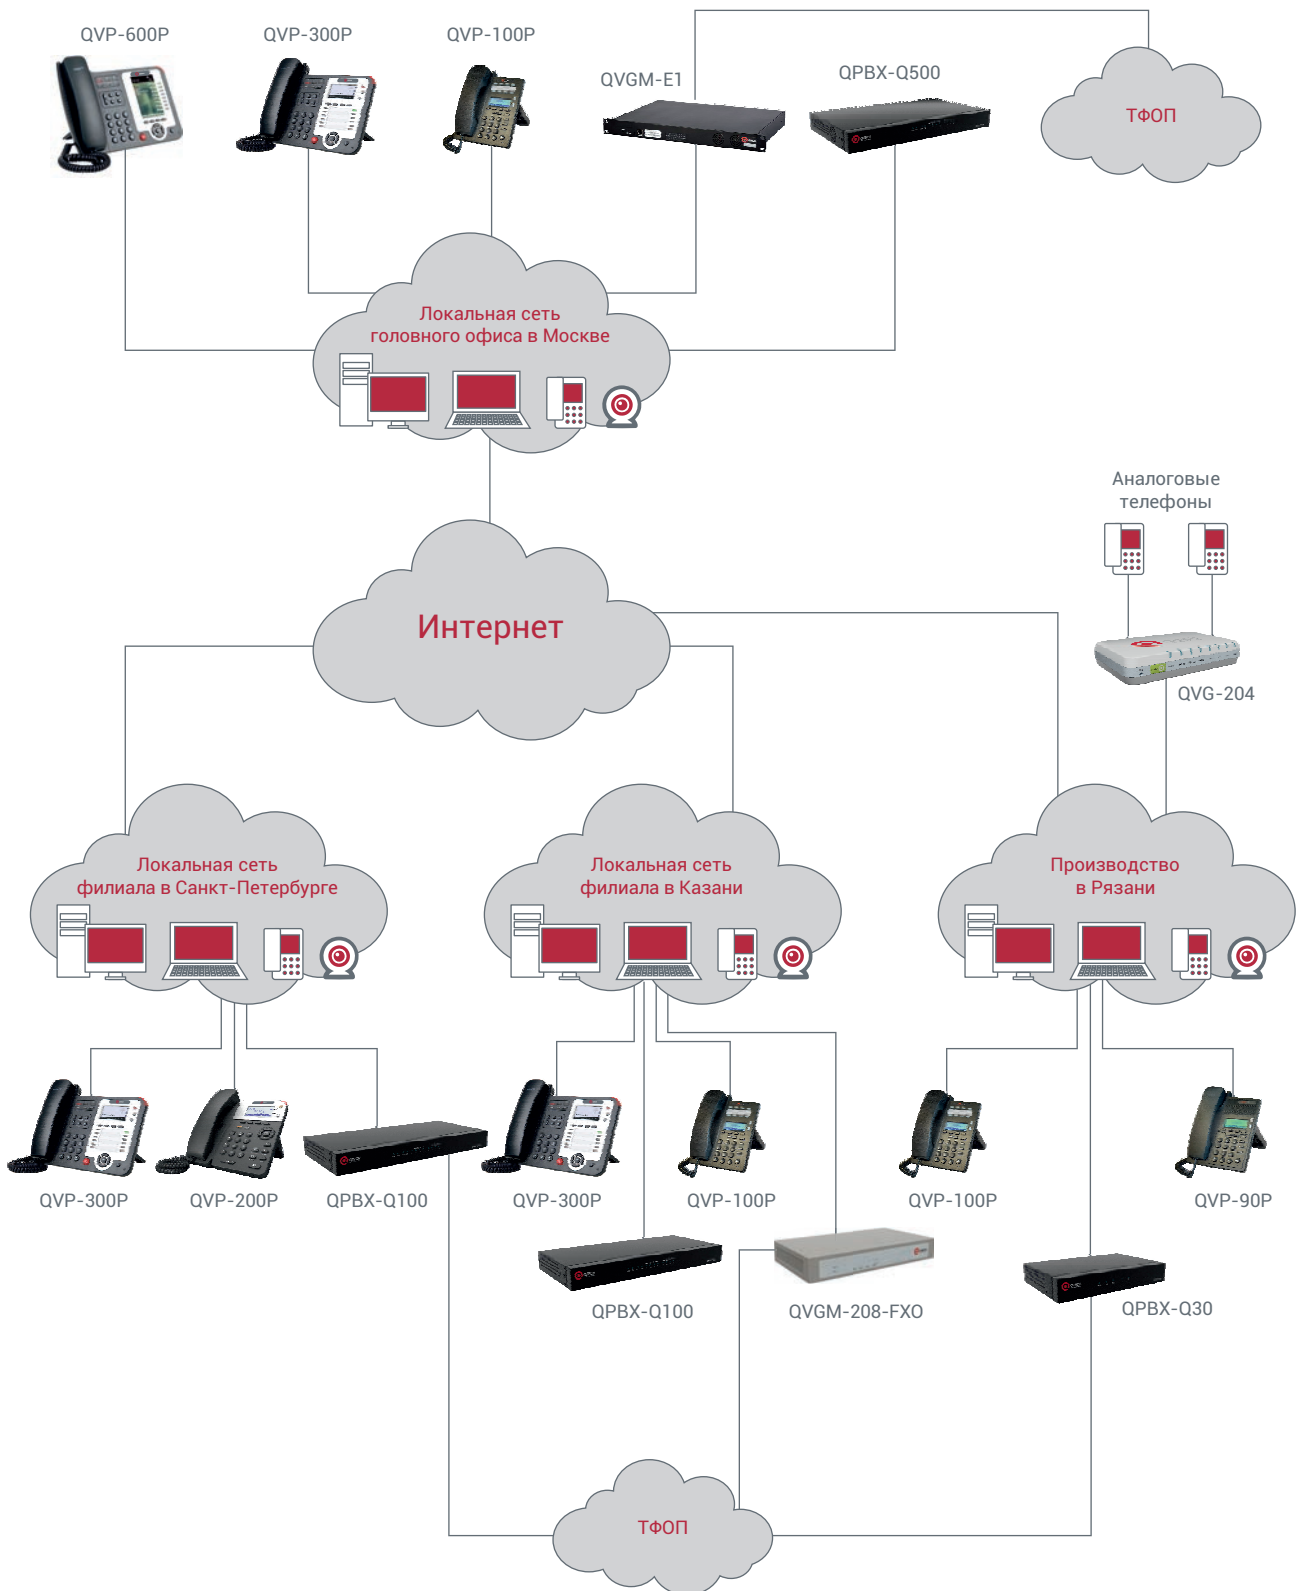 QVP-600P
QVP-300P
QVP-100P
QVGM-E1
QPBX-Q500
ТФОП
Локальная сеть
головного офиса в Москве
Аналоговые
телефоны
Интернет
QVG-204
Локальная сеть
филиала в Санкт-Петербурге
Локальная сеть
филиала в Казани
Производство
в Рязани
QVP-300P
QVP-200P
QPBX-Q100
QVP-300P
QVP-100P
QVP-100P
QVP-90P
QPBX-Q100
QVGM-208-FXO
QPBX-Q30
ТФОП